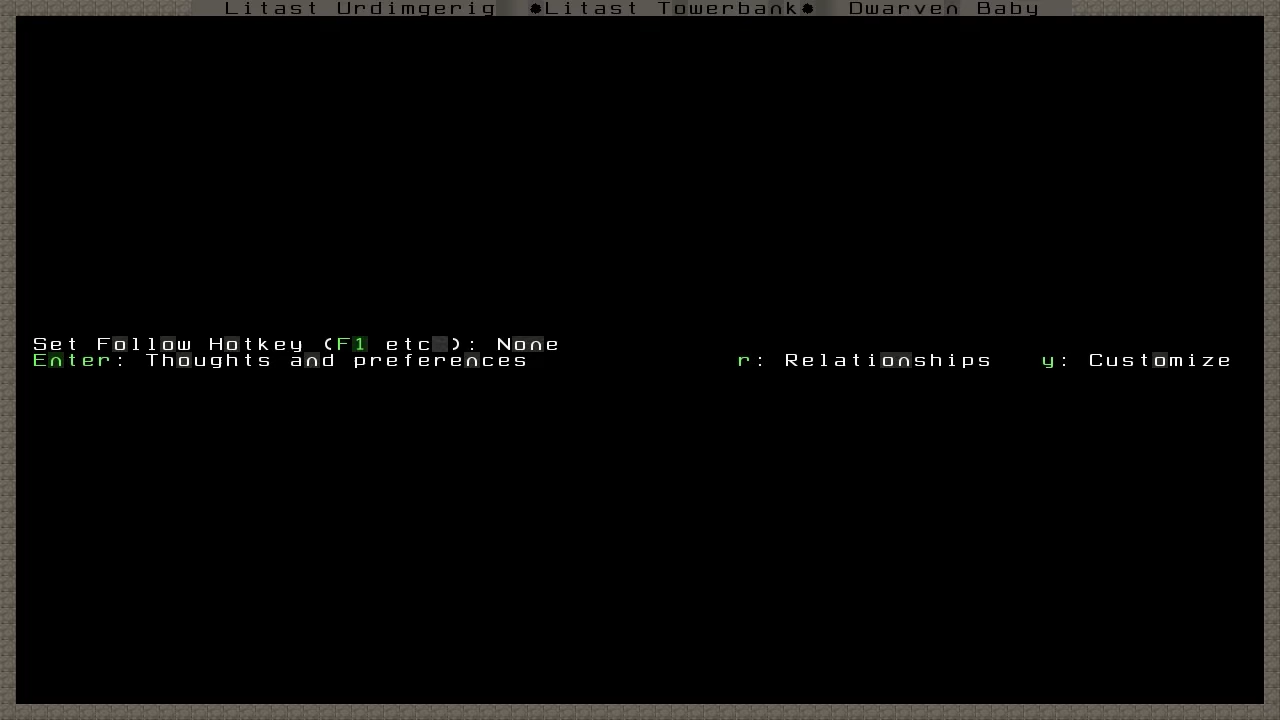 Litast Urdimgerig ●Litast Towerbank● Dwarven Baby
Set Follow Hotkey (F1 etc.): None
Enter: Thoughts and preferences r: Relationships y: Customize